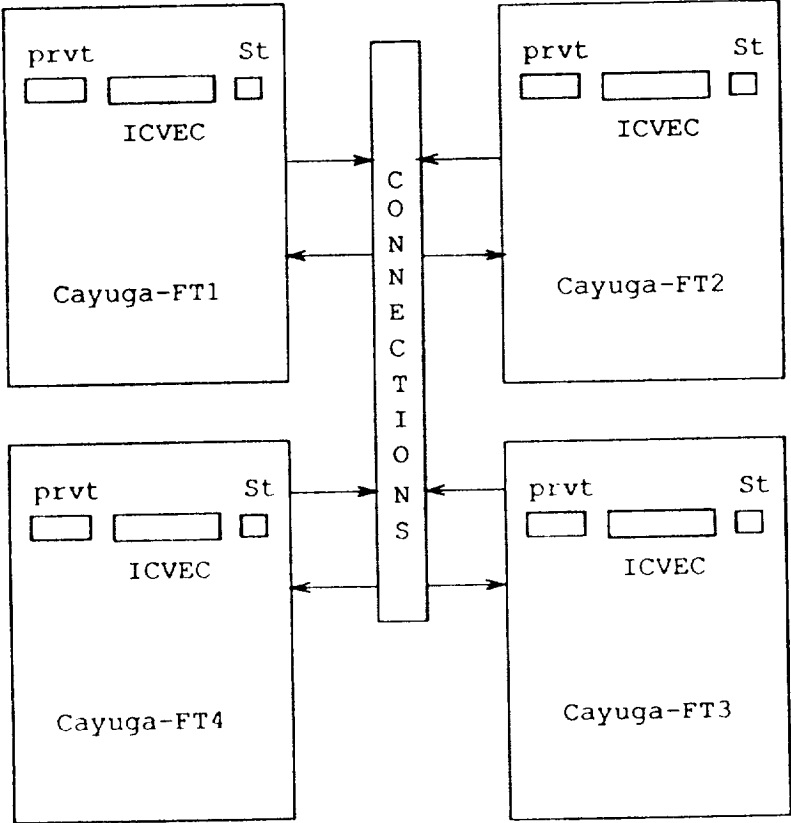 prvt St
ICVEC
Cayuga-FT1
prvt St
ICVEC
Cayuga-FT2
CONNECTIONS
prvt St
ICVEC
Cayuga-FT4
prvt St
ICVEC
Cayuga-FT3